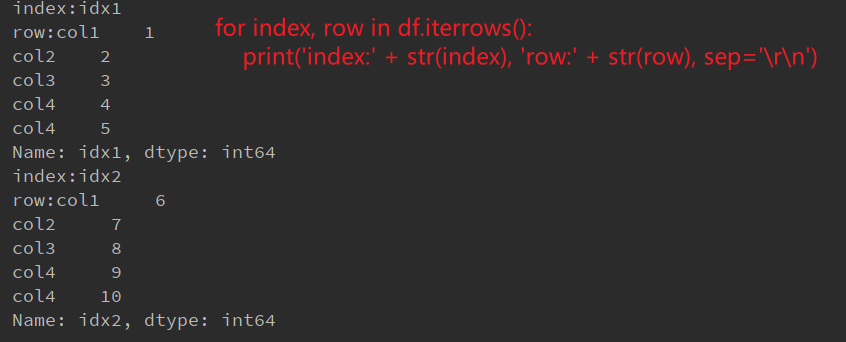 index:idx1
row:col1    1
for index, row in df.iterrows():
col2    2
print('index:' + str(index), 'row:' + str(row), sep='\r\n')
col3    3
col4    4
col4    5
Name: idx1, dtype: int64
index:idx2
row:col1     6
col2     7
col3     8
col4     9
col4    10
Name: idx2, dtype: int64